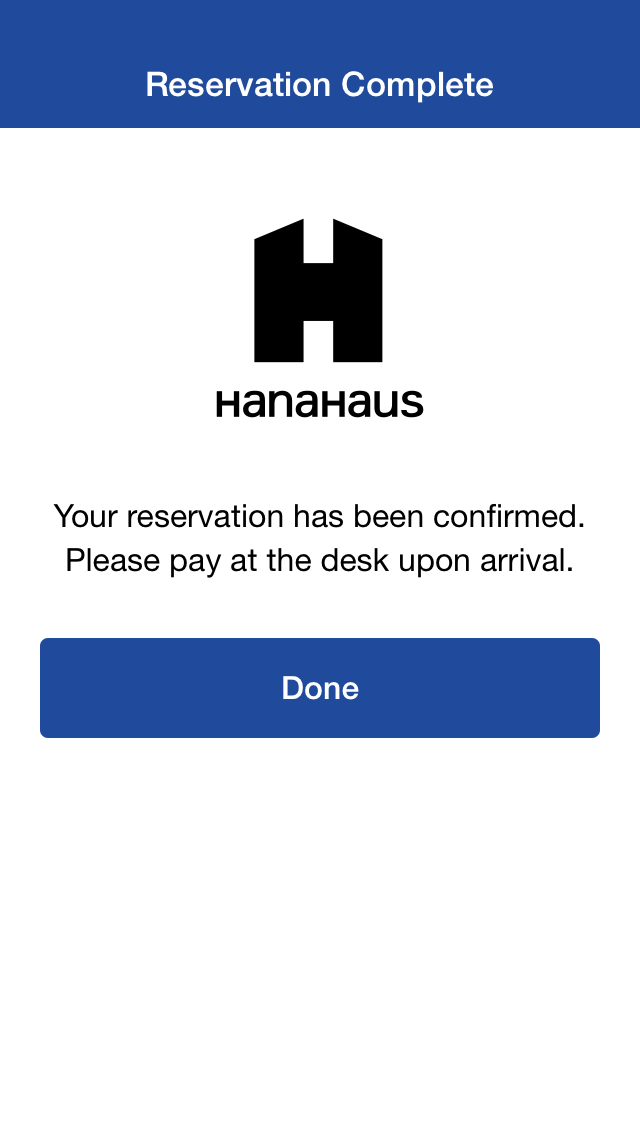 Reservation Complete
HanaHaus
Your reservation has been confirmed.
Please pay at the desk upon arrival.
Done